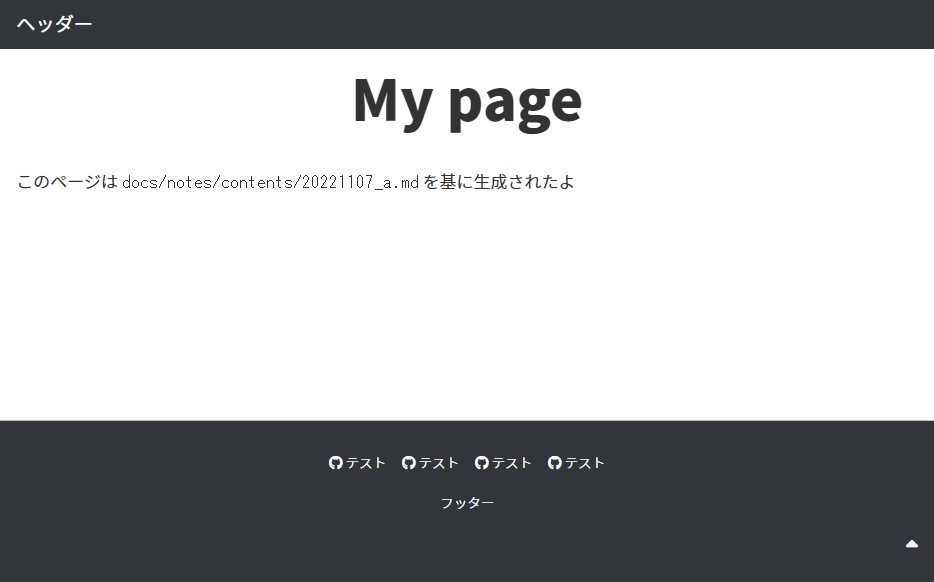 ヘッダー
My page
このページは docs/notes/contents/20221107_a.md を基に生成されたよ
テスト テスト テスト テスト
フッター